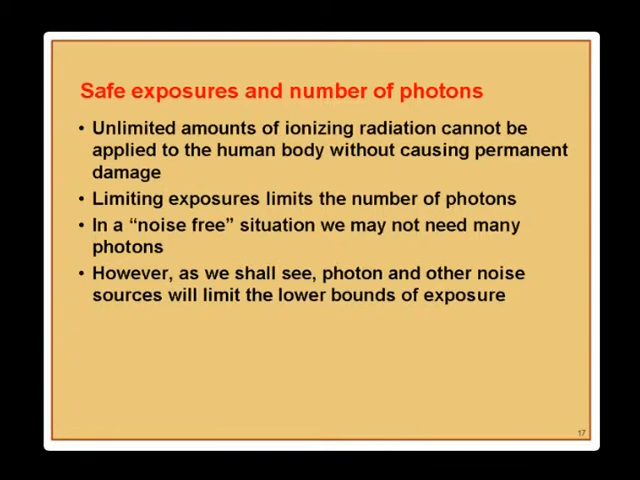 Safe exposures and number of photons
• Unlimited amounts of ionizing radiation cannot be
applied to the human body without causing permanent
damage
• Limiting exposures limits the number of photons
• In a “noise free” situation we may not need many
photons
• However, as we shall see, photon and other noise
sources will limit the lower bounds of exposure
17